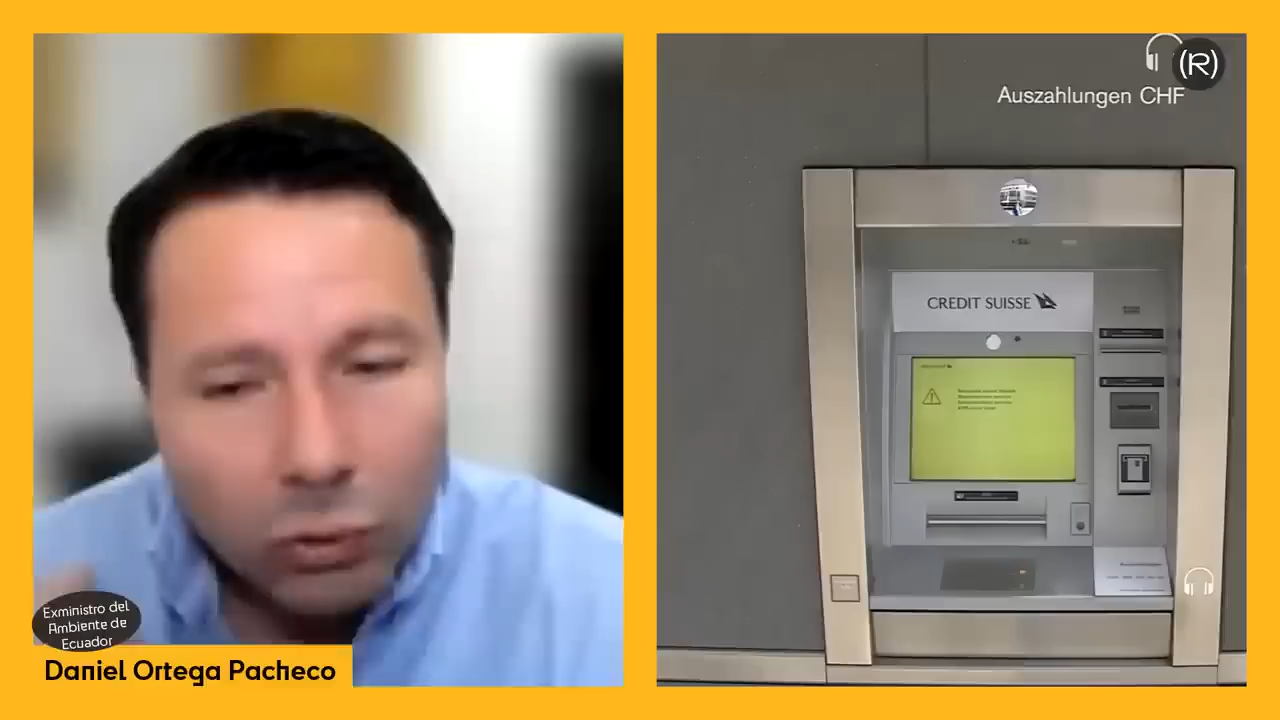 Exministro del
Ambiente de
Ecuador
Daniel Ortega Pacheco
(R)
Auszahlungen CHF
CREDIT SUISSE